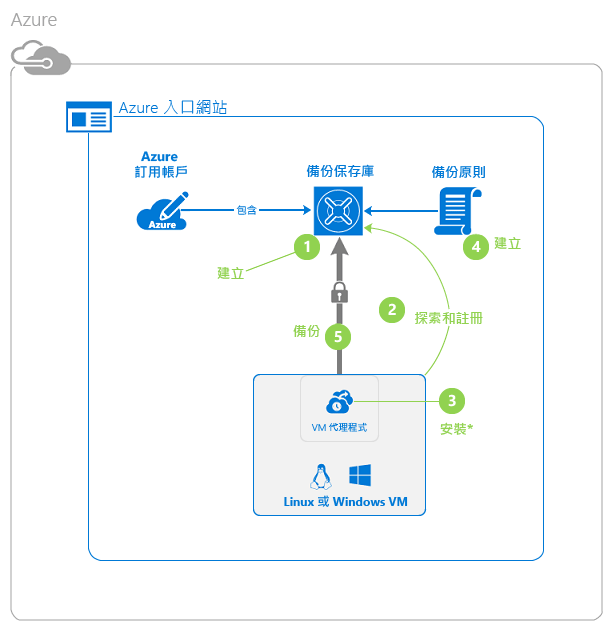 Azure
Azure 入口網站
Azure
訂用帳戶
備份保存庫
備份原則
Azure
包含
1
建立
4
建立
2
探索和註冊
備份
5
3
安裝*
VM 代理程式
Linux 或 Windows VM